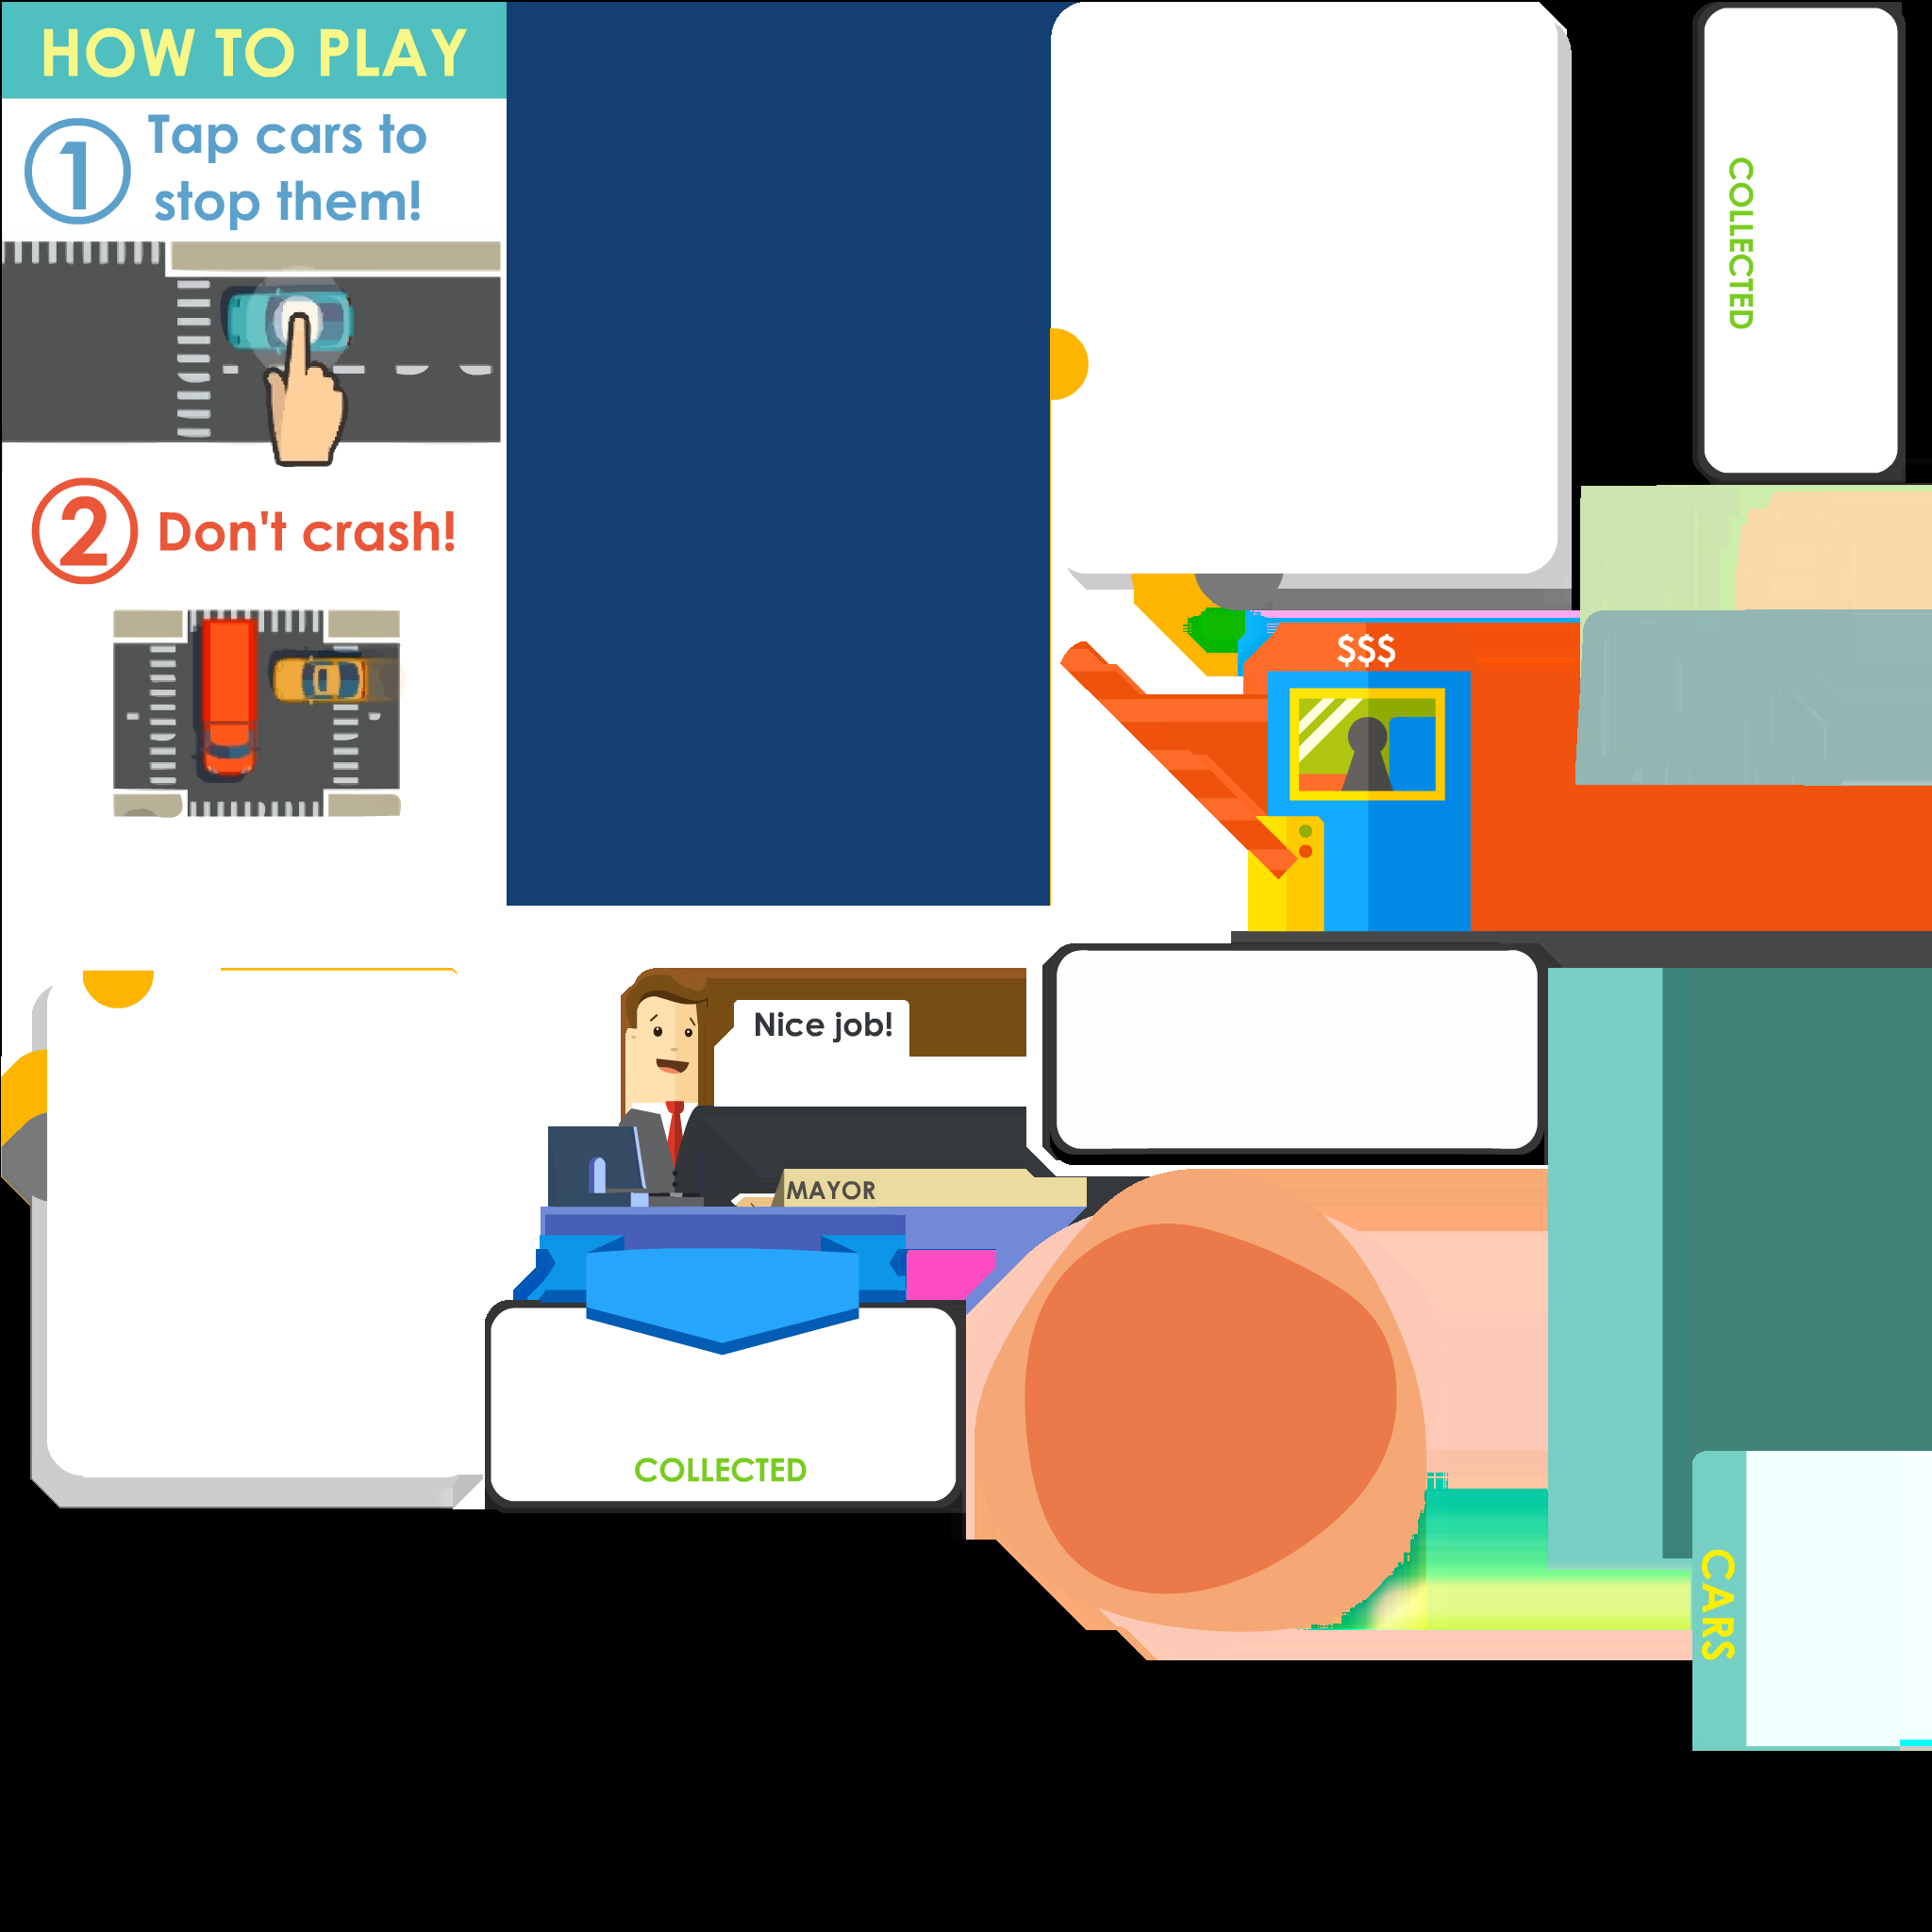 HOW TO PLAY
1
Tap cars to
stop them!
2
Don't crash!
COLLECTED
$$$
Nice job!
MAYOR
COLLECTED
CARS